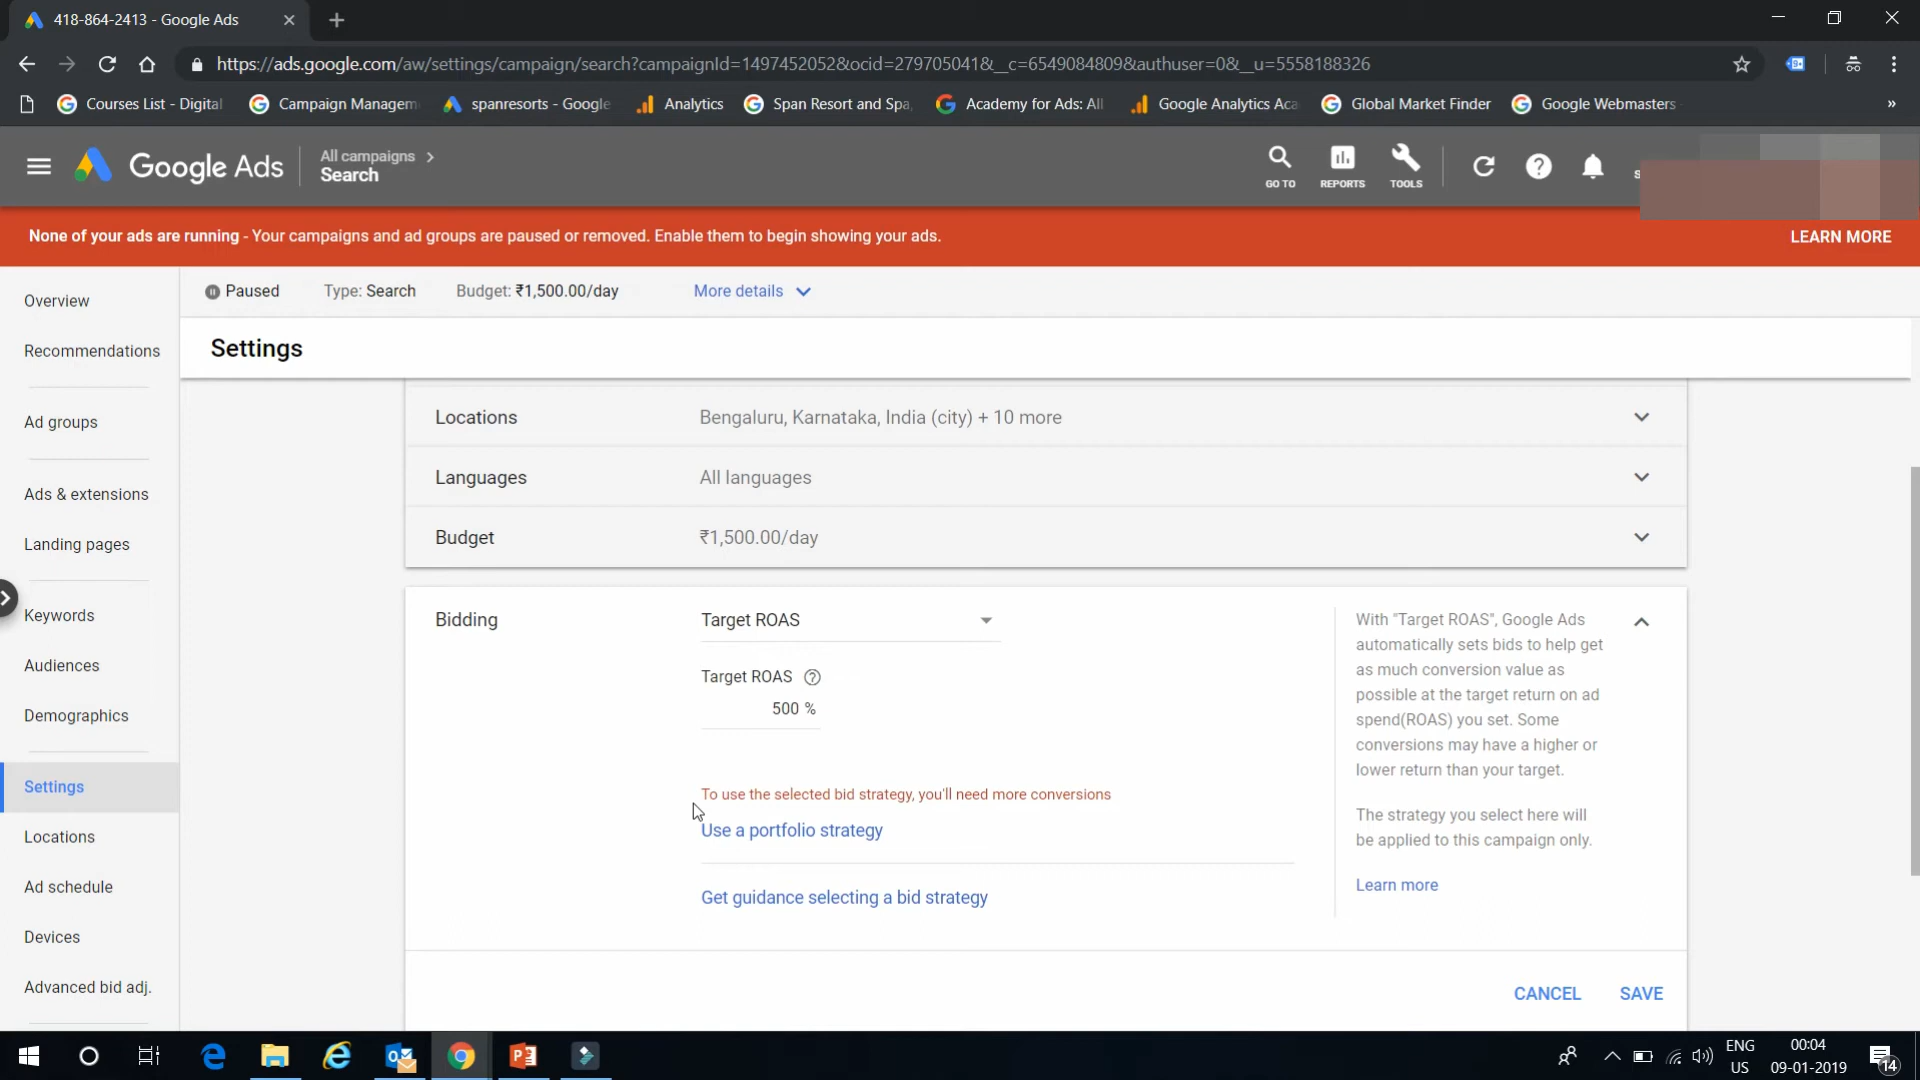 418-864-2413 - Google Ads
https://ads.google.com/aw/settings/campaign/search?campaignId=1497452052&ocid=279705041&__c=6549084809&authuser=0&__u=5558188326
Courses List - Digital
Campaign Managem
spanresorts - Google
Analytics
Span Resort and Spa,
Academy for Ads: All
Google Analytics Aca
Global Market Finder
Google Webmasters
»
Google Ads
All campaigns >
Search
GO TO
REPORTS
TOOLS
s
None of your ads are running - Your campaigns and ad groups are paused or removed. Enable them to begin showing your ads.
LEARN MORE
Overview
Recommendations
Ad groups
Ads & extensions
Landing pages
Keywords
Audiences
Demographics
Settings
Locations
Ad schedule
Devices
Advanced bid adj.
Paused
Type: Search
Budget: ₹1,500.00/day
More details
Settings
Locations
Bengaluru, Karnataka, India (city) + 10 more
Languages
All languages
Budget
₹1,500.00/day
Bidding
Target ROAS
Target ROAS
500 %
To use the selected bid strategy, you'll need more conversions
Use a portfolio strategy
Get guidance selecting a bid strategy
With "Target ROAS", Google Ads
automatically sets bids to help get
as much conversion value as
possible at the target return on ad
spend(ROAS) you set. Some
conversions may have a higher or
lower return than your target.
The strategy you select here will
be applied to this campaign only.
Learn more
CANCEL
SAVE
ENG
US
00:04
09-01-2019
14